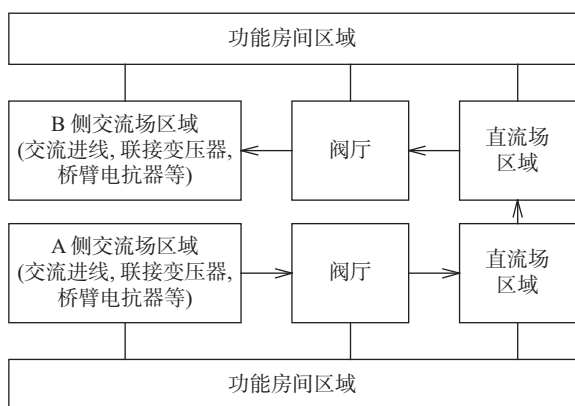 功能房间区域
B 侧交流场区域
(交流进线, 联接变压器,
桥臂电抗器等)
阀厅
直流场
区域
A 侧交流场区域
(交流进线, 联接变压器,
桥臂电抗器等)
阀厅
直流场
区域
功能房间区域